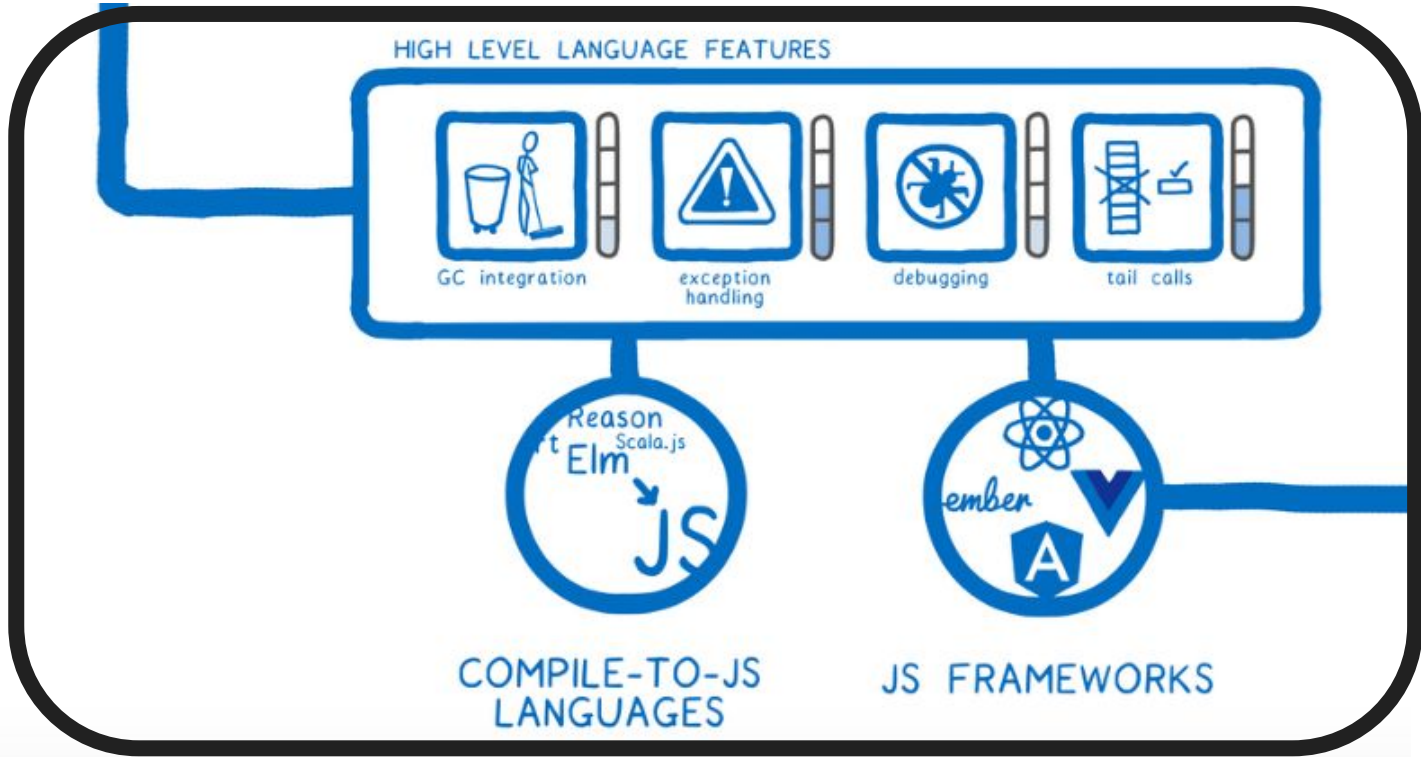 HIGH LEVEL LANGUAGE FEATURES
GC integration
exception
handling
debugging
tail calls
Reason
rt
Scala.js
Elm
JS
ember
A
COMPILE-TO-JS
LANGUAGES
JS FRAMEWORKS